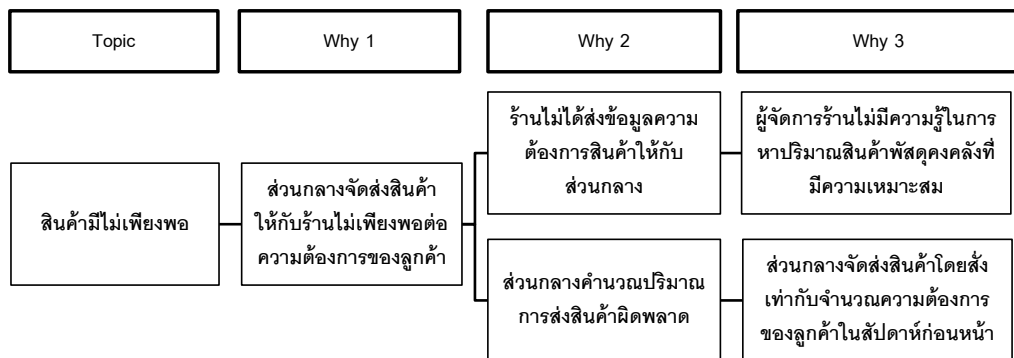 Topic
Why 1
Why 2
Why 3
สินค้ามีไม่เพียงพอ
ส่วนกลางจัดส่งสินค้า
ให้กับร้านไม่เพียงพอต่อ
ความต้องการของลูกค้า
ร้านไม่ได้ส่งข้อมูลความ
ต้องการสินค้าให้กับ
ส่วนกลาง
ผู้จัดการร้านไม่มีความรู้ในการ
หาปริมาณสินค้าพัสดุคงคลังที่
มีความเหมาะสม
ส่วนกลางคำนวณปริมาณ
การส่งสินค้าผิดพลาด
ส่วนกลางจัดส่งสินค้าโดยสั่ง
เท่ากับจำนวนความต้องการ
ของลูกค้าในสัปดาห์ก่อนหน้า